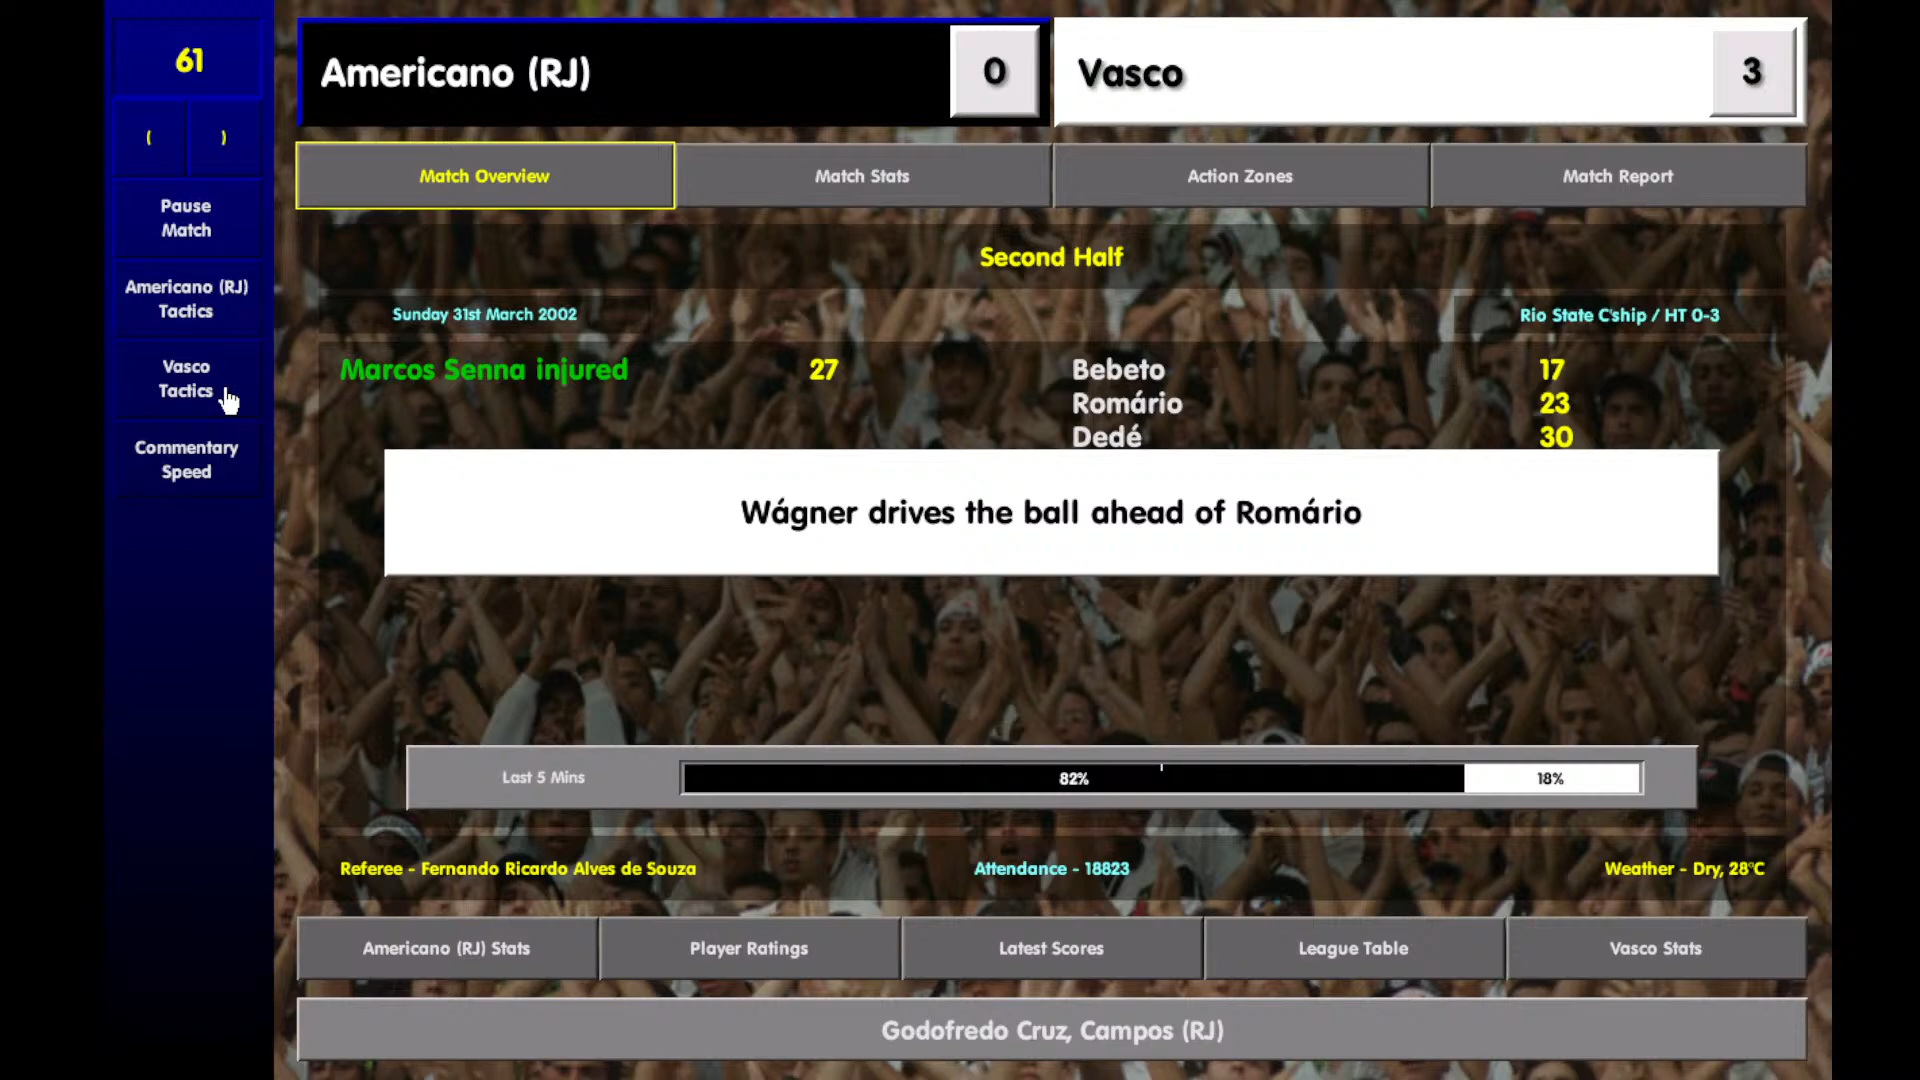 61
Americano (RJ) 0 Vasco 3
( )
Match Overview Match Stats Action Zones Match Report
Pause
Match
Second Half
Americano (RJ)
Tactics
Sunday 31st March 2002 Rio State C'ship / HT 0-3
Vasco
Tactics
Marcos Senna injured 27 Bebeto 17
Romário 23
Dedé 30
Commentary
Speed
Wágner drives the ball ahead of Romário
Last 5 Mins 82% 18%
Referee - Fernando Ricardo Alves de Souza Attendance - 18823 Weather - Dry, 28°C
Americano (RJ) Stats Player Ratings Latest Scores League Table Vasco Stats
Godofredo Cruz, Campos (RJ)